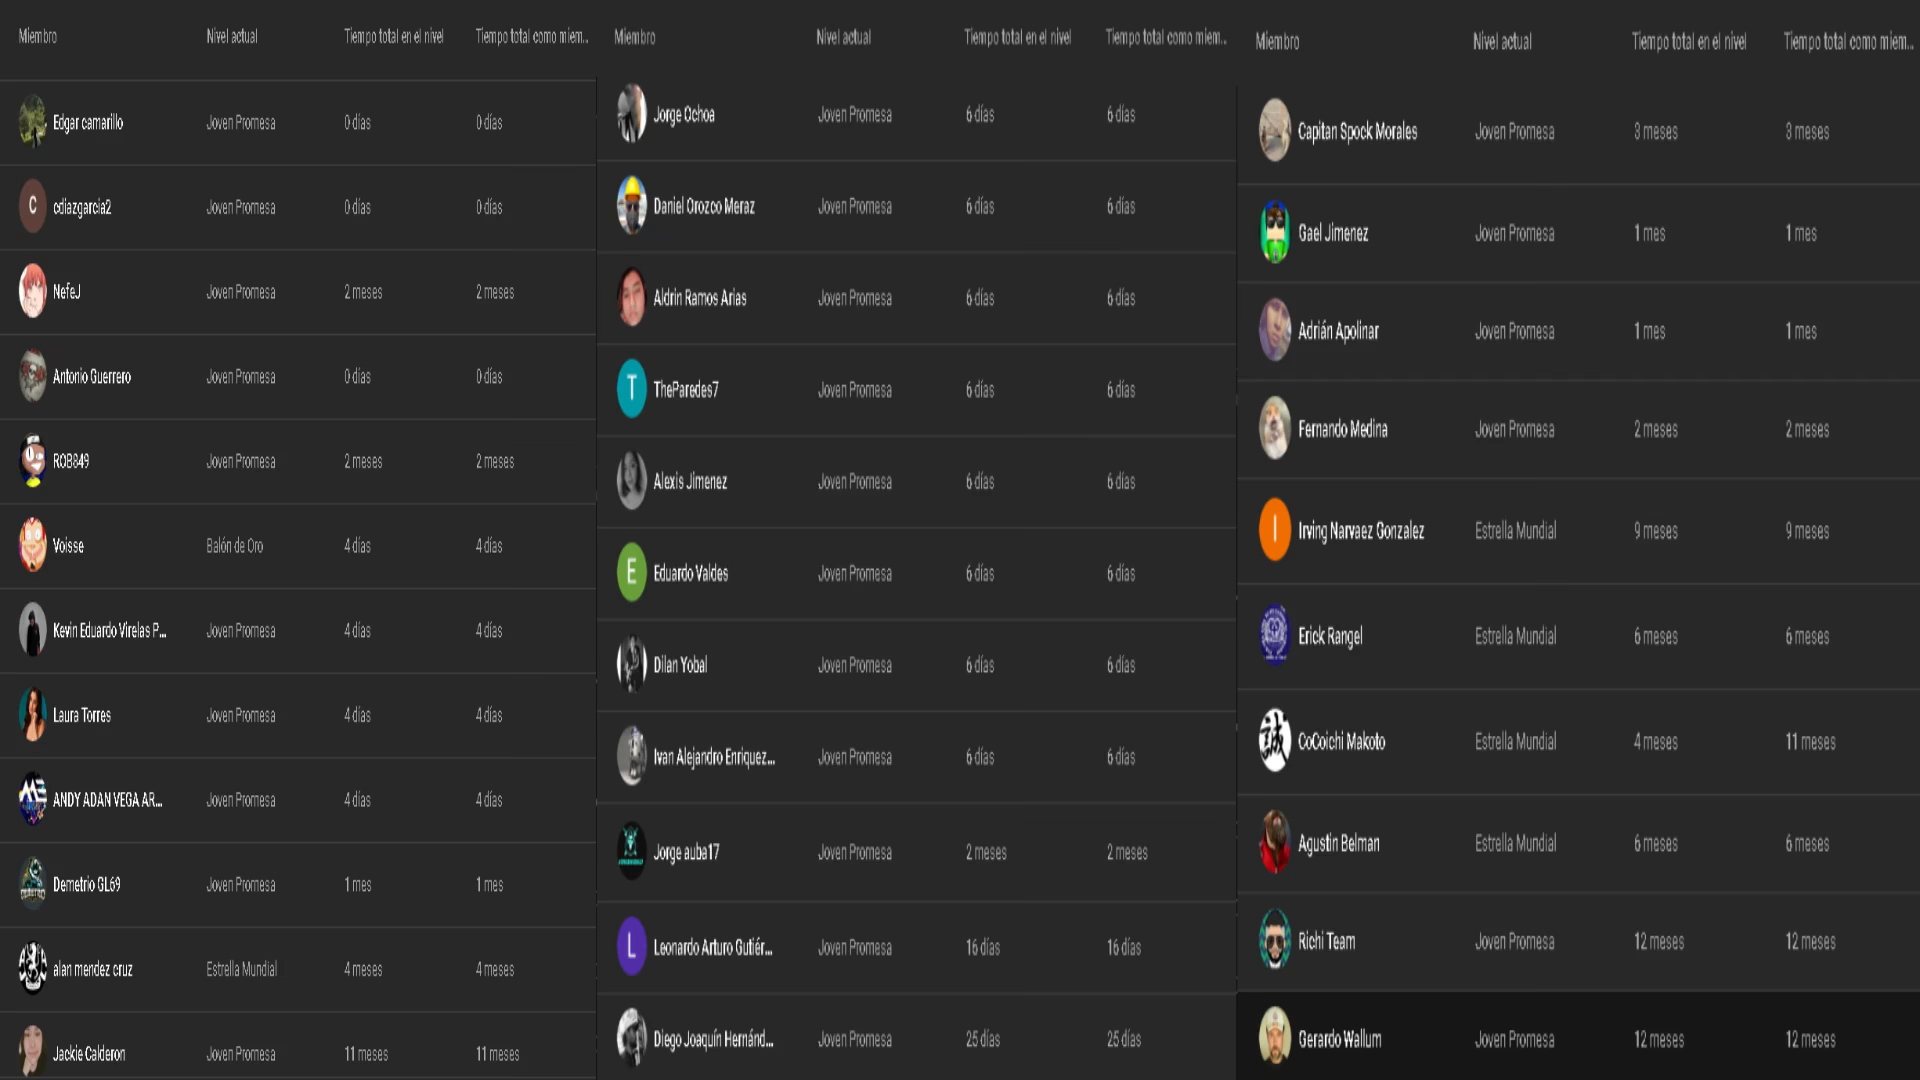 Miembro Nivel actual Tiempo total en el nivel Tiempo total como miem...
Edgar camarillo Joven Promesa 0 días 0 días
C cdiazgarcia2 Joven Promesa 0 días 0 días
NefeJ Joven Promesa 2 meses 2 meses
Antonio Guerrero Joven Promesa 0 días 0 días
ROB849 Joven Promesa 2 meses 2 meses
Voisse Balón de Oro 4 días 4 días
Kevin Eduardo Virelas P... Joven Promesa 4 días 4 días
Laura Torres Joven Promesa 4 días 4 días
ANDY ADAN VEGA AR... Joven Promesa 4 días 4 días
Demetrio GL69 Joven Promesa 1 mes 1 mes
alan mendez cruz Estrella Mundial 4 meses 4 meses
Jackie Calderon Joven Promesa 11 meses 11 meses
Miembro Nivel actual Tiempo total en el nivel Tiempo total como miem...
Jorge Ochoa Joven Promesa 6 días 6 días
Daniel Orozco Meraz Joven Promesa 6 días 6 días
Aldrin Ramos Arias Joven Promesa 6 días 6 días
T TheParedes7 Joven Promesa 6 días 6 días
Alexis Jimenez Joven Promesa 6 días 6 días
E Eduardo Valdes Joven Promesa 6 días 6 días
Dilan Yobal Joven Promesa 6 días 6 días
Ivan Alejandro Enriquez... Joven Promesa 6 días 6 días
Jorge auba17 Joven Promesa 2 meses 2 meses
L Leonardo Arturo Gutiér... Joven Promesa 16 días 16 días
Diego Joaquín Hernánd... Joven Promesa 25 días 25 días
Miembro Nivel actual Tiempo total en el nivel Tiempo total como miem...
Capitan Spock Morales Joven Promesa 3 meses 3 meses
Gael Jimenez Joven Promesa 1 mes 1 mes
Adrián Apolinar Joven Promesa 1 mes 1 mes
Fernando Medina Joven Promesa 2 meses 2 meses
I Irving Narvaez Gonzalez Estrella Mundial 9 meses 9 meses
Erick Rangel Estrella Mundial 6 meses 6 meses
誠 CoCoichi Makoto Estrella Mundial 4 meses 11 meses
Agustin Belman Estrella Mundial 6 meses 6 meses
Richi Team Joven Promesa 12 meses 12 meses
Gerardo Wallum Joven Promesa 12 meses 12 meses